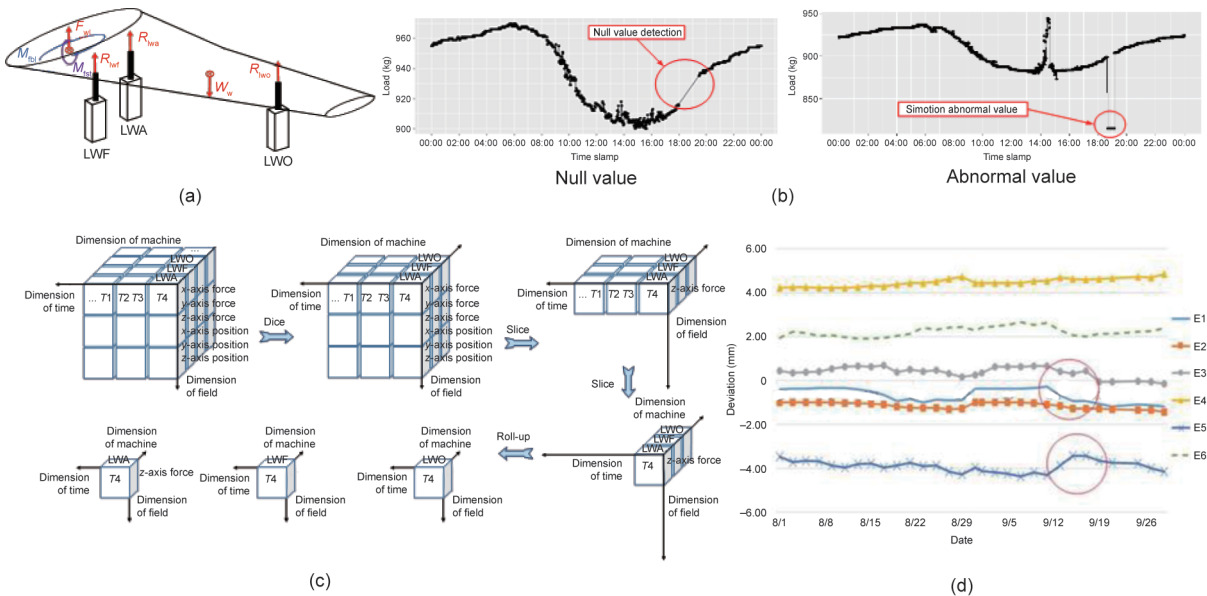 F_wl
M_fbl
M_fsta
R_lwf
R_lwa
W_w
R_lwo
LWF
LWA
LWO
(a)
Load (kg)
960
940
920
900
Null value detection
00:00 02:00 04:00 06:00 08:00 10:00 12:00 14:00 16:00 18:00 20:00 22:00 00:00
Time slamp
Null value
Load (kg)
950
900
850
Simotion abnormal value
00:00 02:00 04:00 06:00 08:00 10:00 12:00 14:00 16:00 18:00 20:00 22:00 00:00
Time slamp
Abnormal value
(b)
Dimension of machine
...
LWO
LWF
LWA
Dimension
of time
... T1 T2 T3 T4
x-axis force
y-axis force
z-axis force
x-axis position
y-axis position
z-axis position
Dimension
of field
Dice
Dimension of machine
LWO
LWF
LWA
Dimension
of time
... T1 T2 T3 T4
x-axis force
y-axis force
z-axis force
Dimension
of field
Slice
Dimension of machine
LWO
LWF
LWA
Dimension
of time
... T1 T2 T3 T4
z-axis force
Dimension
of field
Slice
Dimension
of machine
LWO
LWF
LWA
T4
z-axis force
Dimension
of time
Dimension
of field
Roll-up
Dimension
of machine
LWA
T4
z-axis force
Dimension
of time
Dimension
of field
Dimension
of machine
LWF
T4
Dimension
of time
Dimension
of field
Dimension
of machine
LWO
T4
Dimension
of time
Dimension
of field
(c)
Deviation (mm)
6.00
4.00
2.00
0
–2.00
–4.00
–6.00
8/1 8/8 8/15 8/22 8/29 9/5 9/12 9/19 9/26
Date
E1
E2
E3
E4
E5
E6
(d)